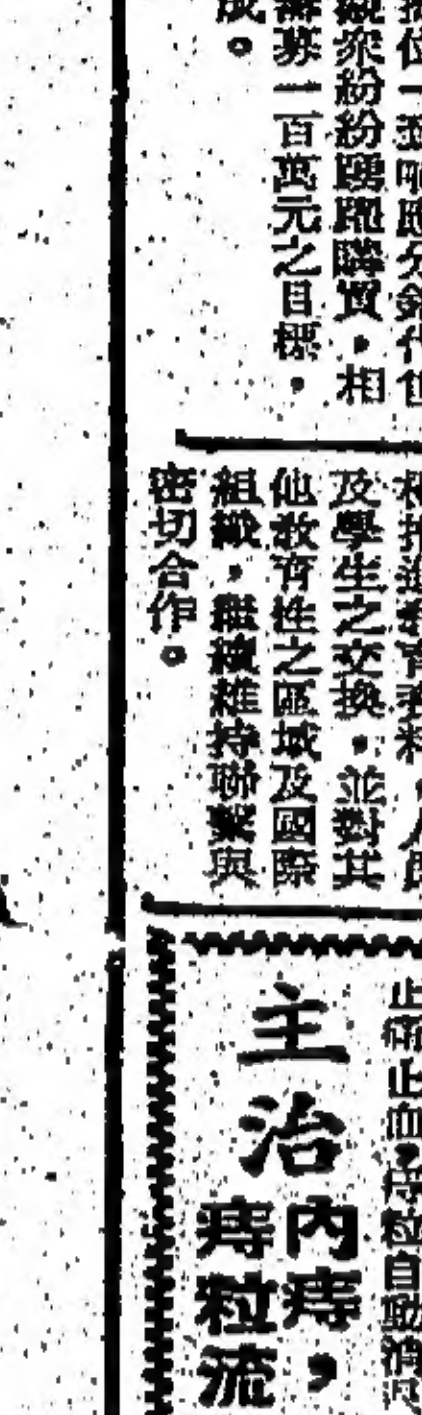 觀衆紛紛踴躍購買，相
籌募一百萬元之目標，
成。
及學生之交換，並對其
他教育性之區域及國際
組織，繼續維持聯繫與
密切合作。
止痛止血，痔粒自動消
主治
內痔，
痔粒流